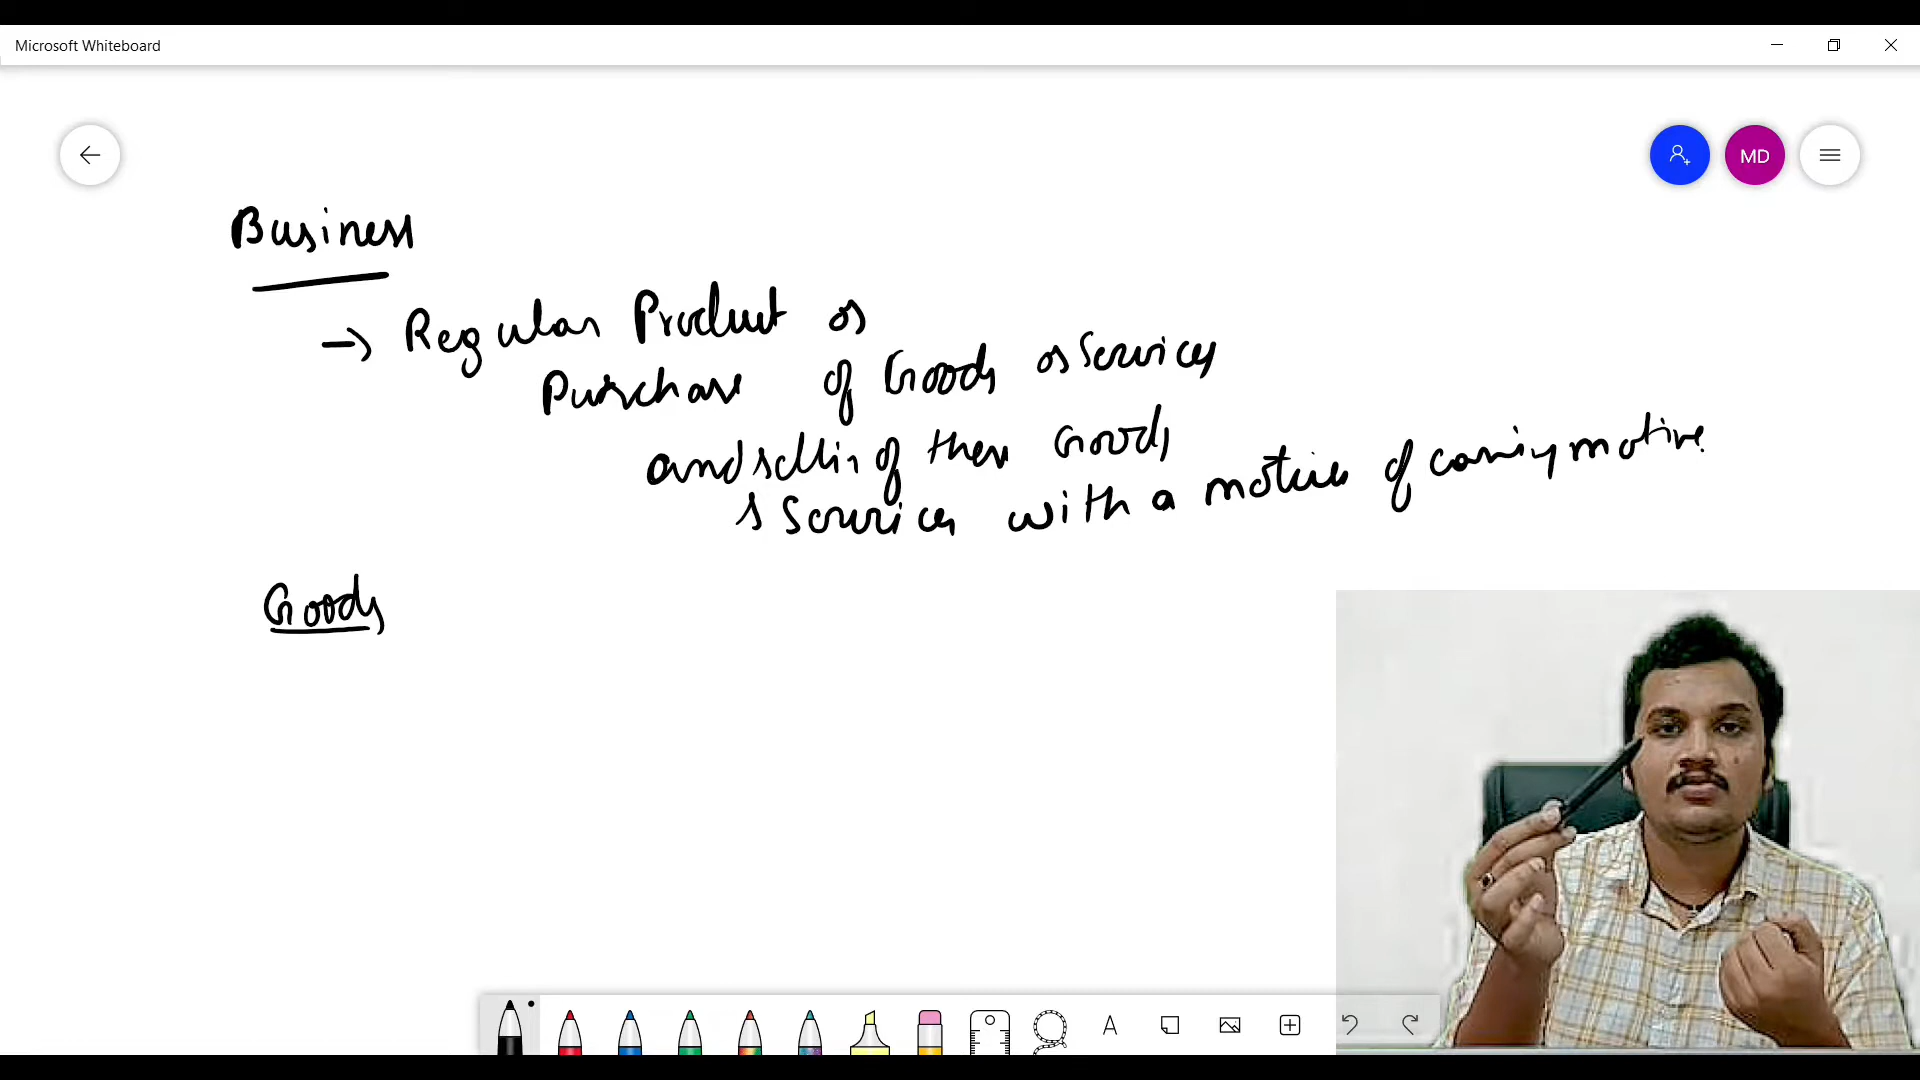 Microsoft Whiteboard
MD
Business
→ Regular Product or
Purchase of Goods or Services
and sellin of these Goods
& Services with a motive of earning motive.
Goods
A